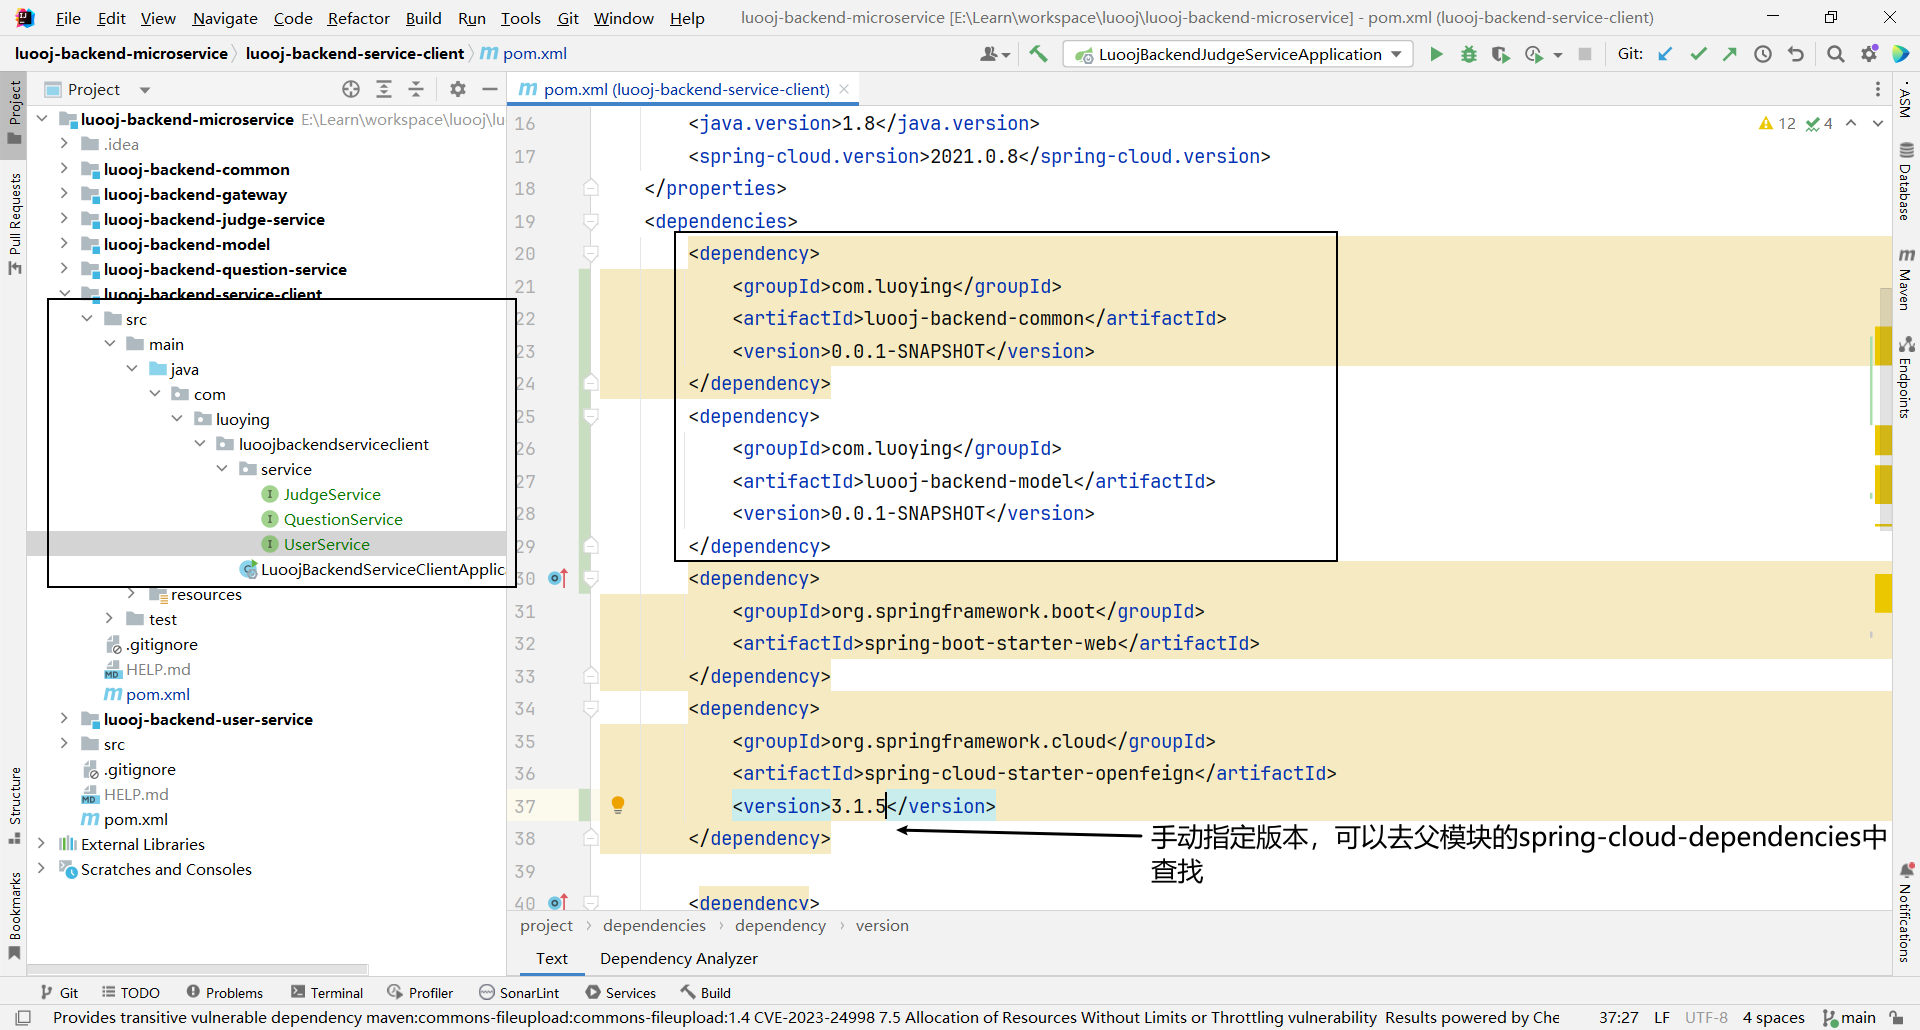 File Edit View Navigate Code Refactor Build Run Tools Git Window Help luooj-backend-microservice [E:\Learn\workspace\luooj\luooj-backend-microservice] - pom.xml (luooj-backend-service-client)
luooj-backend-microservice luooj-backend-service-client pom.xml
LuoojBackendJudgeServiceApplication Git:
Project
Pull Requests
Structure
Bookmarks
Project
luooj-backend-microservice E:\Learn\workspace\luooj\lu
.idea
luooj-backend-common
luooj-backend-gateway
luooj-backend-judge-service
luooj-backend-model
luooj-backend-question-service
luooj-backend-service-client
src
main
java
com
luoying
luoojbackendserviceclient
service
JudgeService
QuestionService
UserService
LuoojBackendServiceClientApplic
resources
test
.gitignore
HELP.md
pom.xml
luooj-backend-user-service
src
.gitignore
HELP.md
pom.xml
External Libraries
Scratches and Consoles
pom.xml (luooj-backend-service-client)
12 4
16 <java.version>1.8</java.version>
17 <spring-cloud.version>2021.0.8</spring-cloud.version>
18 </properties>
19 <dependencies>
20 <dependency>
21 <groupId>com.luoying</groupId>
22 <artifactId>luooj-backend-common</artifactId>
23 <version>0.0.1-SNAPSHOT</version>
24 </dependency>
25 <dependency>
26 <groupId>com.luoying</groupId>
27 <artifactId>luooj-backend-model</artifactId>
28 <version>0.0.1-SNAPSHOT</version>
29 </dependency>
30 <dependency>
31 <groupId>org.springframework.boot</groupId>
32 <artifactId>spring-boot-starter-web</artifactId>
33 </dependency>
34 <dependency>
35 <groupId>org.springframework.cloud</groupId>
36 <artifactId>spring-cloud-starter-openfeign</artifactId>
37 <version>3.1.5</version>
38 </dependency>
39
40 <dependency>
手动指定版本，可以去父模块的spring-cloud-dependencies中
查找
project dependencies dependency version
Text Dependency Analyzer
ASM
Database
Maven
Endpoints
Notifications
Git TODO Problems Terminal Profiler SonarLint Services Build
Provides transitive vulnerable dependency maven:commons-fileupload:commons-fileupload:1.4 CVE-2023-24998 7.5 Allocation of Resources Without Limits or Throttling vulnerability Results powered by Che 37:27 LF UTF-8 4 spaces main